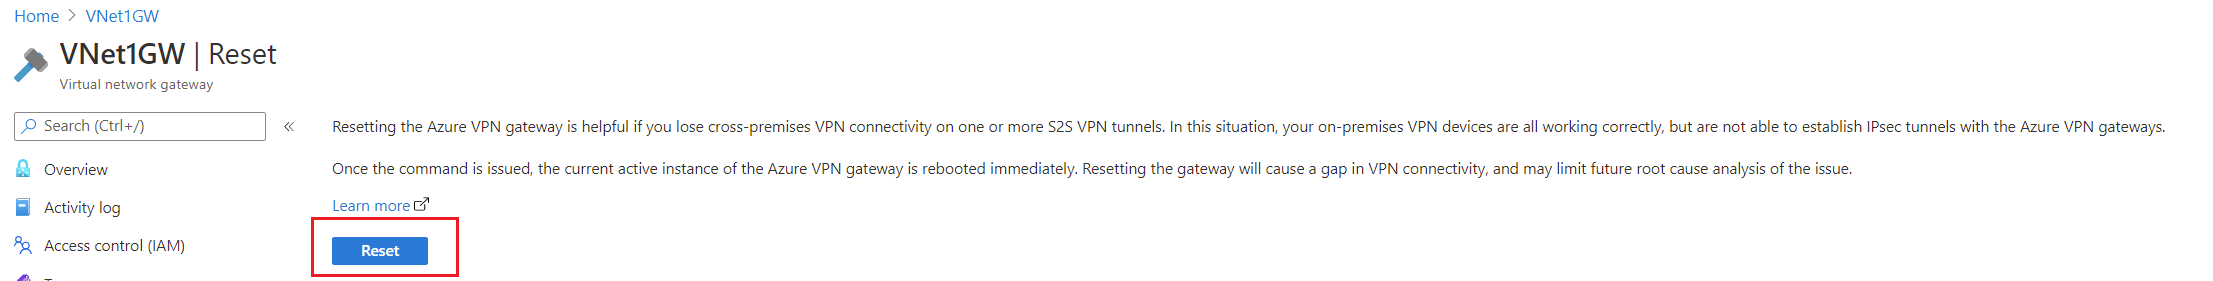 Home > VNet1GW
VNet1GW | Reset
Virtual network gateway
Search (Ctrl+/)
«
Resetting the Azure VPN gateway is helpful if you lose cross-premises VPN connectivity on one or more S2S VPN tunnels. In this situation, your on-premises VPN devices are all working correctly, but are not able to establish IPsec tunnels with the Azure VPN gateways.
Overview
Once the command is issued, the current active instance of the Azure VPN gateway is rebooted immediately. Resetting the gateway will cause a gap in VPN connectivity, and may limit future root cause analysis of the issue.
Activity log
Learn more
Access control (IAM)
Reset